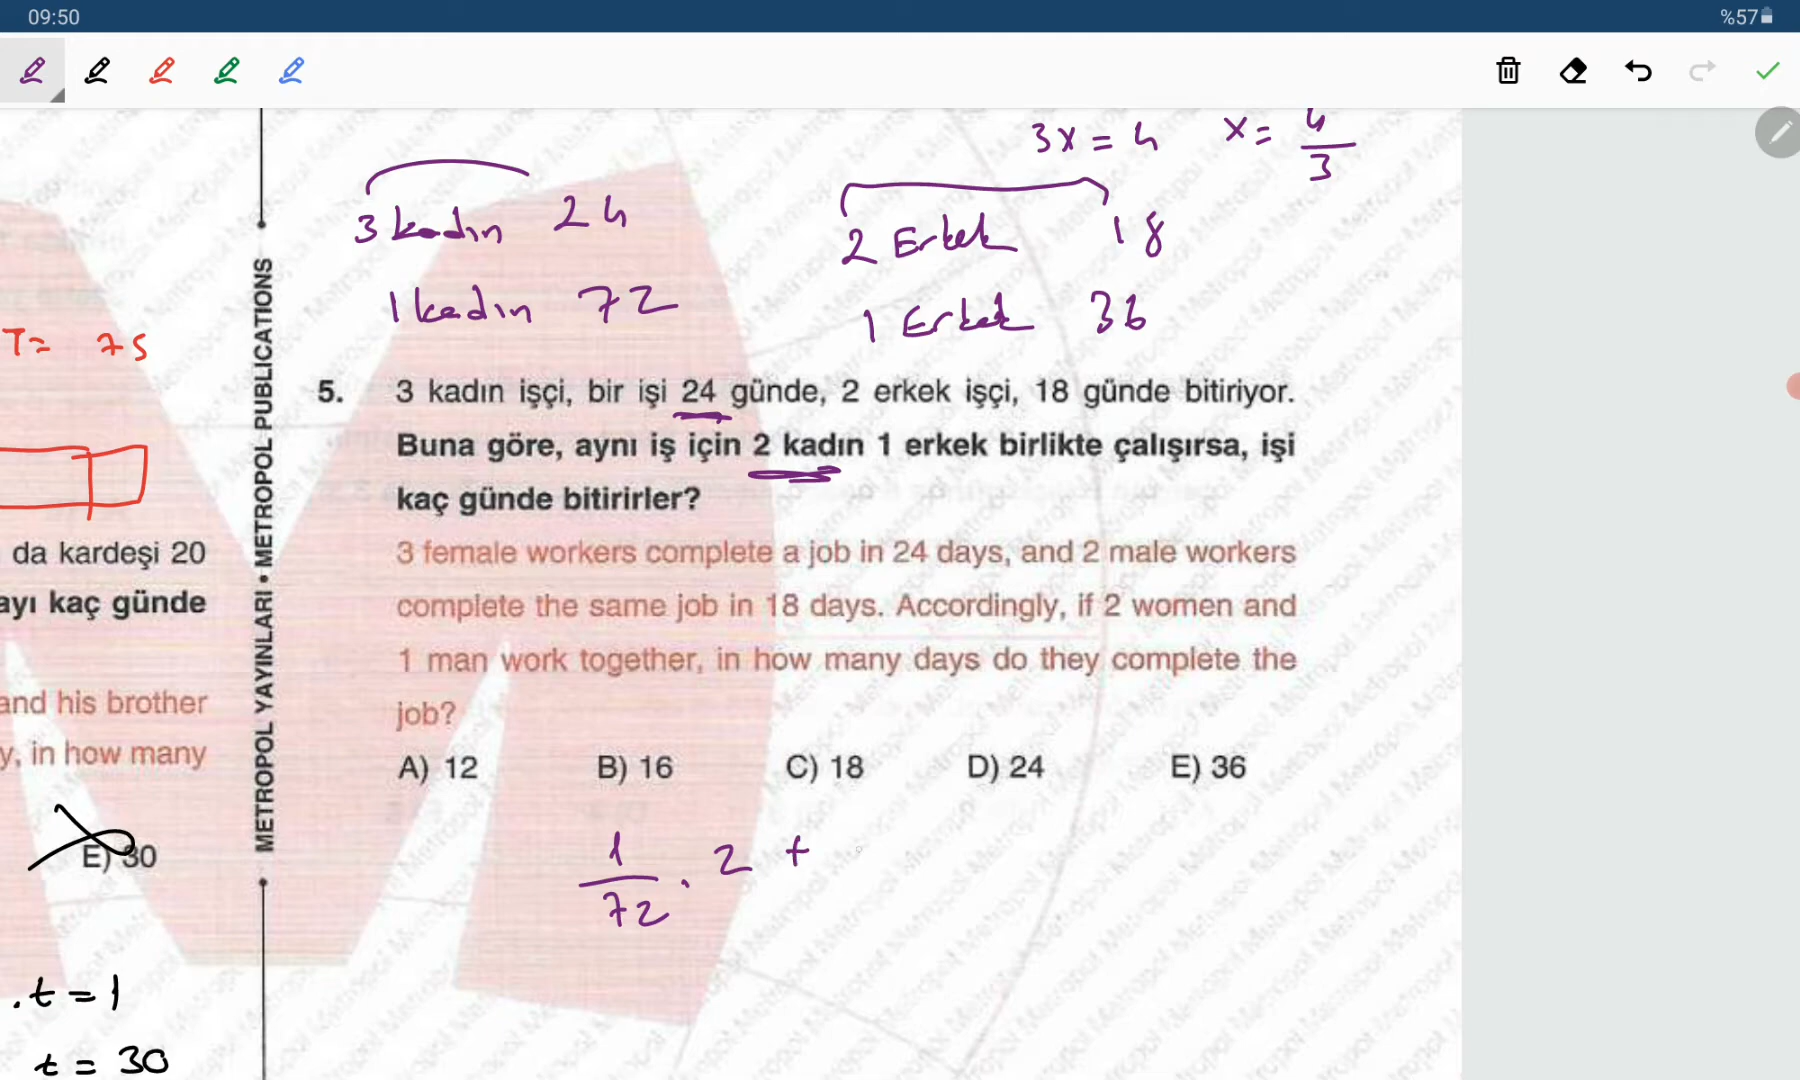 09:50
%57
3x = 4 x = 4/3
3 kadın 24
2 Erkek 18
1 kadın 72
1 Erkek 36
T= 75
METROPOL YAYINLARI • METROPOL PUBLICATIONS
5. 3 kadın işçi, bir işi 24 günde, 2 erkek işçi, 18 günde bitiriyor.
Buna göre, aynı iş için 2 kadın 1 erkek birlikte çalışırsa, işi
kaç günde bitirirler?
3 female workers complete a job in 24 days, and 2 male workers
complete the same job in 18 days. Accordingly, if 2 women and
1 man work together, in how many days do they complete the
job?
A) 12 B) 16 C) 18 D) 24 E) 36
1/72 . 2 +
da kardeşi 20
ayı kaç günde
and his brother
y, in how many
E) 30
.t = 1
t = 30